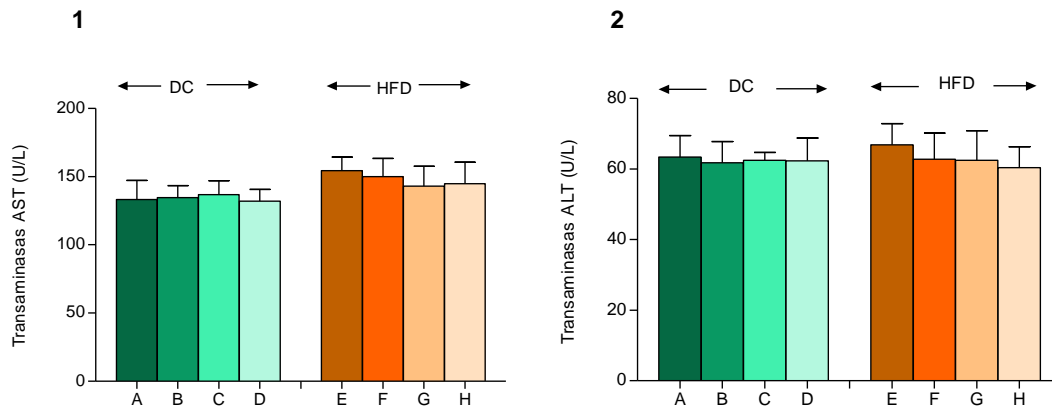 1
DC
HFD
200
150
100
50
0
Transaminasas AST (U/L)
A B C D E F G H
2
DC
HFD
80
60
40
20
0
Transaminasas ALT (U/L)
A B C D E F G H